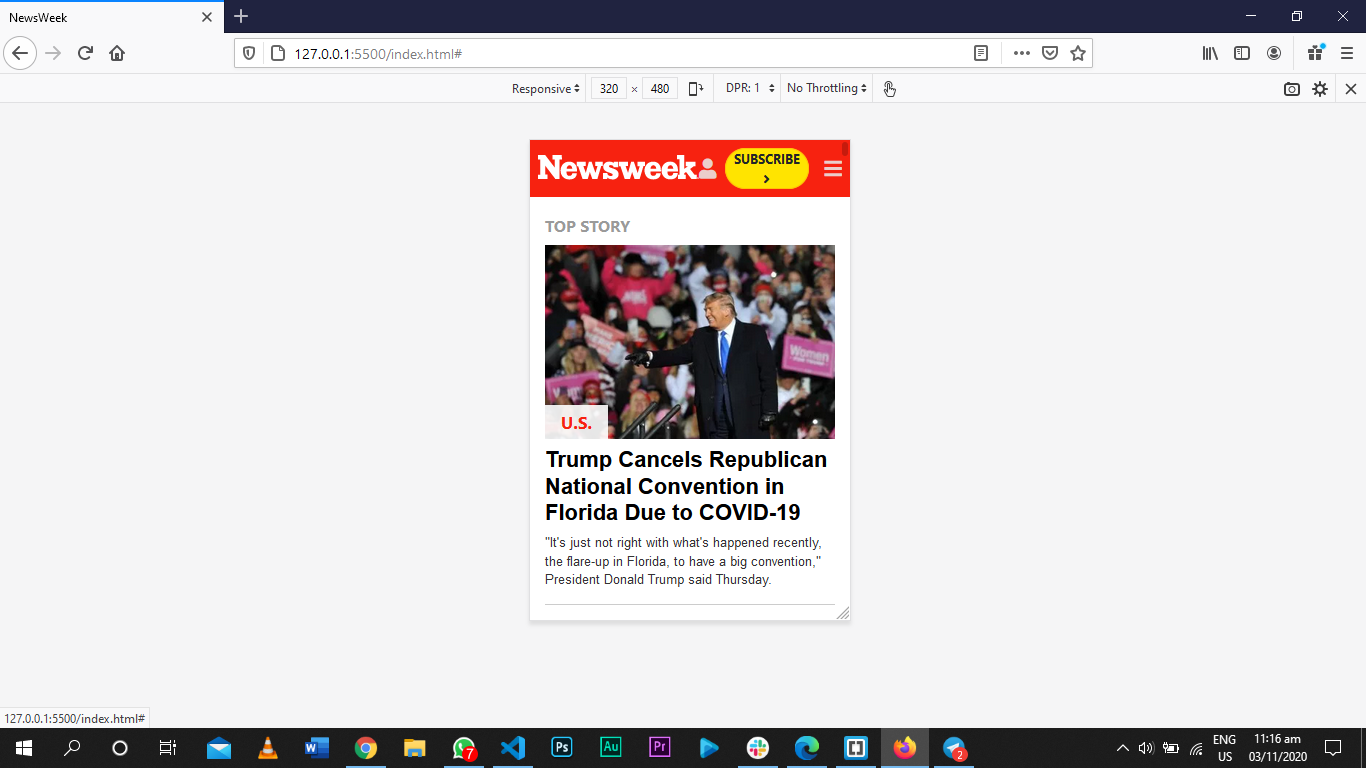 NewsWeek
127.0.0.1:5500/index.html#
Responsive 320 × 480 DPR: 1 No Throttling
Newsweek SUBSCRIBE
TOP STORY
Women
U.S.
Trump Cancels Republican
National Convention in
Florida Due to COVID-19
"It's just not right with what's happened recently,
the flare-up in Florida, to have a big convention,"
President Donald Trump said Thursday.
127.0.0.1:5500/index.html#
W 7 Ps Au Pr 2
ENG 11:16 am
US 03/11/2020